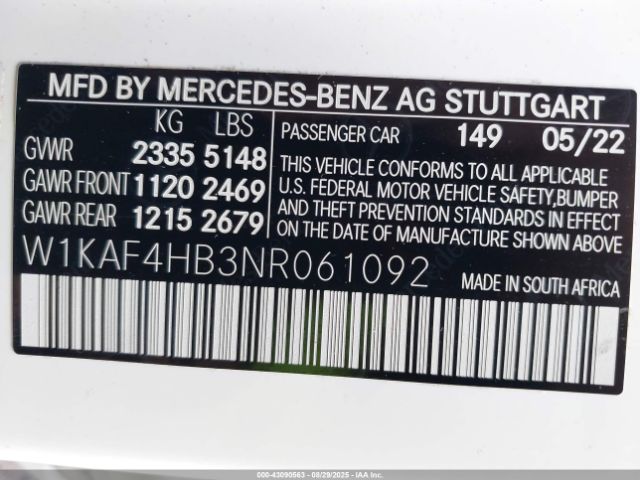 MFD BY MERCEDES-BENZ AG STUTTGART
KG LBS
GVWR 2335 5148
GAWR FRONT 1120 2469
GAWR REAR 1215 2679
PASSENGER CAR 149 05/22
THIS VEHICLE CONFORMS TO ALL APPLICABLE
U.S. FEDERAL MOTOR VEHICLE SAFETY,BUMPER
AND THEFT PREVENTION STANDARDS IN EFFECT
ON THE DATE OF MANUFACTURE SHOWN ABOVE.
W1KAF4HB3NR061092
MADE IN SOUTH AFRICA
000-43090563 - 08/29/2025 - IAA Inc.